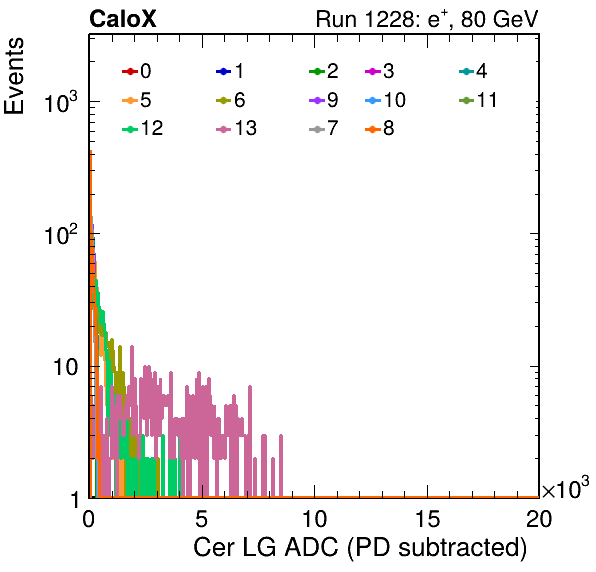 CaloX Run 1228: e⁺, 80 GeV
Events
0 1 2 3 4
5 6 9 10 11
12 13 7 8
10³
10²
10
1
0 5 10 15 20
×10³
Cer LG ADC (PD subtracted)